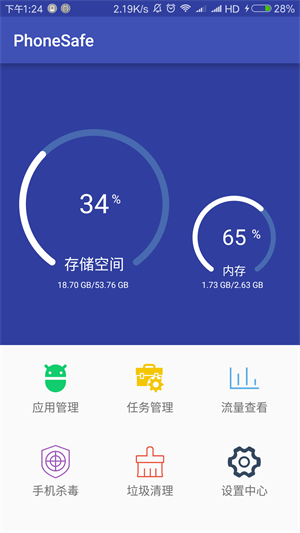 下午1:24 2.19K/s HD 28%
PhoneSafe
34 %
存储空间
18.70 GB/53.76 GB
65 %
内存
1.73 GB/2.63 GB
应用管理 任务管理 流量查看
手机杀毒 垃圾清理 设置中心